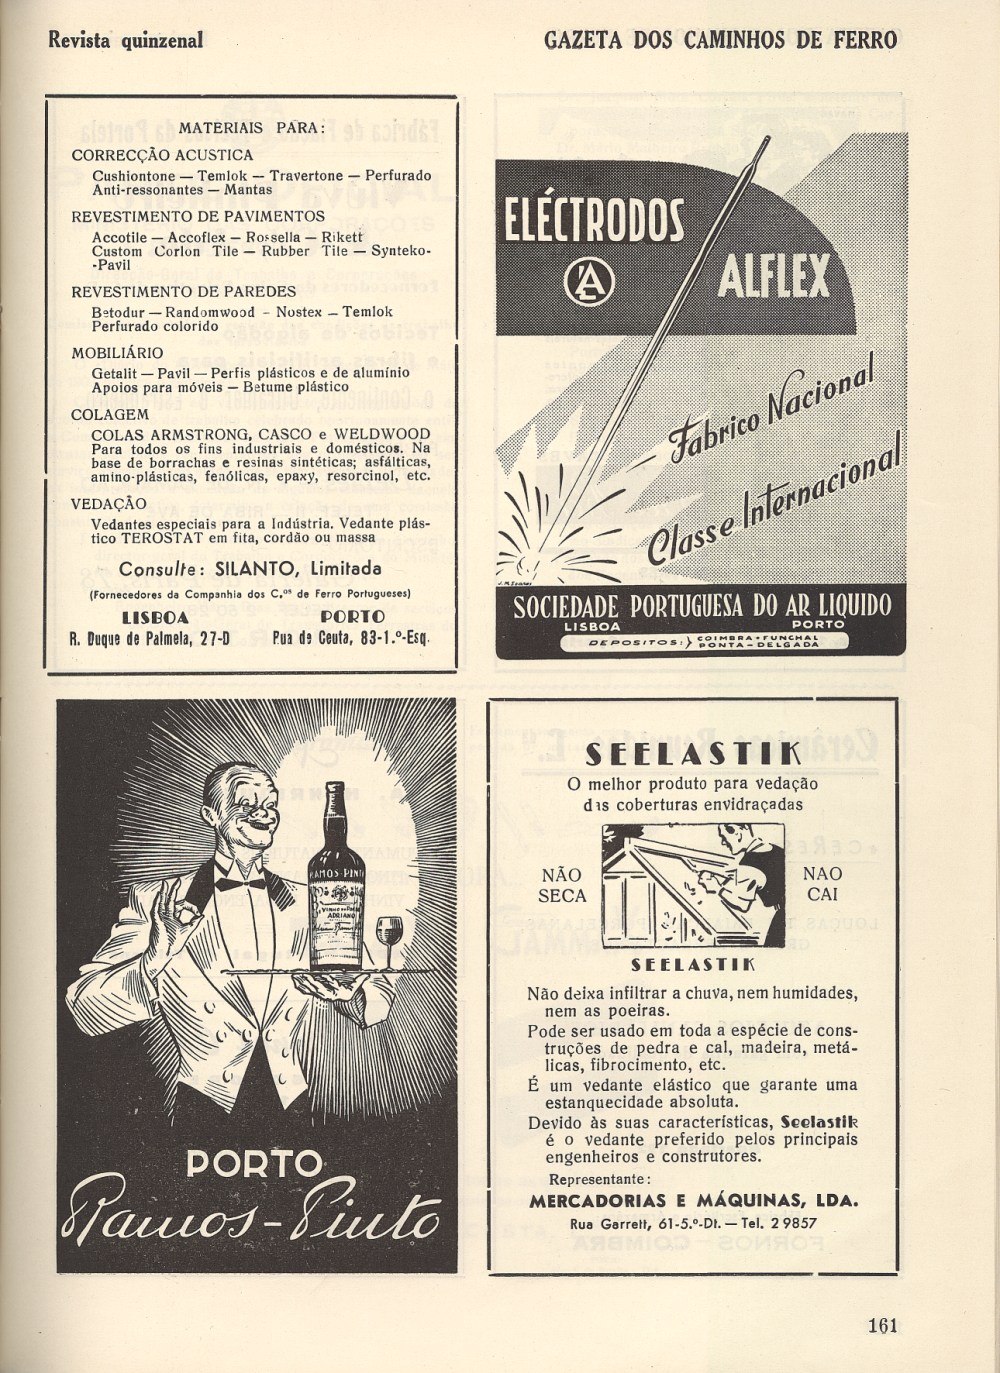 Revista quinzenal
GAZETA DOS CAMINHOS DE FERRO
MATERIAIS PARA:
CORRECÇÃO ACUSTICA
Cushiontone — Temlok — Travertone — Perfurado
Anti-ressonantes — Mantas
REVESTIMENTO DE PAVIMENTOS
Accotile — Accoflex — Rossella — Rikett
Custom Corlon Tile — Rubber Tile — Synteko-
-Pavil
REVESTIMENTO DE PAREDES
Betodur — Randomwood - Nostex — Temlok
Perfurado colorido
MOBILIÁRIO
Getalit — Pavil — Perfis plásticos e de alumínio
Apoios para móveis — Betume plástico
COLAGEM
COLAS ARMSTRONG, CASCO e WELDWOOD
Para todos os fins industriais e domésticos. Na
base de borrachas e resinas sintéticas; asfálticas,
amino-plásticas, fenólicas, epaxy, resorcinol, etc.
VEDAÇÃO
Vedantes especiais para a Indústria. Vedante plás-
tico TEROSTAT em fita, cordão ou massa
Consulte: SILANTO, Limitada
(Fornecedores da Companhia dos C.os de Ferro Portugueses)
LISBOA PORTO
R. Duque de Palmela, 27-D Pua de Ceuta, 83-1.º-Esq.
ELÉCTRODOS
AL
ALFLEX
Fabrico Nacional
Classe Internacional
J. M. Soares
SOCIEDADE PORTUGUESA DO AR LIQUIDO
LISBOA PORTO
DEPOSITOS: } COIMBRA - FUNCHAL
PONTA - DELGADA
RAMOS-PINTO
ADRIANO
PORTO
Ramos-Pinto
SEELASTIK
O melhor produto para vedação
das coberturas envidraçadas
NÃO
SECA
NAO
CAI
SEELASTIK
Não deixa infiltrar a chuva, nem humidades,
nem as poeiras.
Pode ser usado em toda a espécie de cons-
truções de pedra e cal, madeira, metá-
licas, fibrocimento, etc.
É um vedante elástico que garante uma
estanquecidade absoluta.
Devido às suas características, Seelastik
é o vedante preferido pelos principais
engenheiros e construtores.
Representante:
MERCADORIAS E MÁQUINAS, LDA.
Rua Garrett, 61-5.º-Dt. — Tel. 2 9857
161